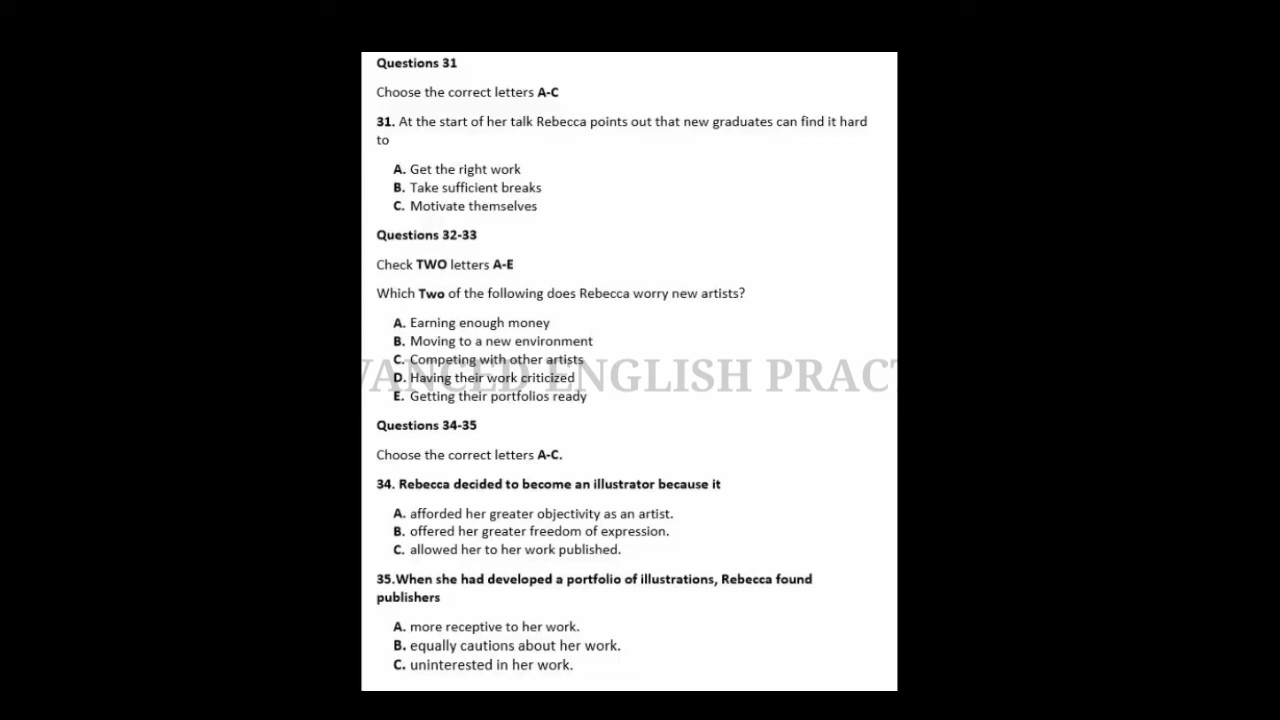 Questions 31
Choose the correct letters A-C
31. At the start of her talk Rebecca points out that new graduates can find it hard
to
A. Get the right work
B. Take sufficient breaks
C. Motivate themselves
Questions 32-33
Check TWO letters A-E
Which Two of the following does Rebecca worry new artists?
A. Earning enough money
B. Moving to a new environment
C. Competing with other artists
D. Having their work criticized
VANCED ENGLISH PRACT
E. Getting their portfolios ready
Questions 34-35
Choose the correct letters A-C.
34. Rebecca decided to become an illustrator because it
A. afforded her greater objectivity as an artist.
B. offered her greater freedom of expression.
C. allowed her to her work published.
35.When she had developed a portfolio of illustrations, Rebecca found
publishers
A. more receptive to her work.
B. equally cautions about her work.
C. uninterested in her work.